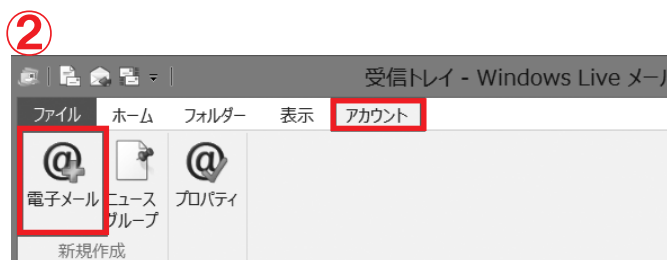 ②
受信トレイ - Windows Live メール
ファイル ホーム フォルダー 表示 アカウント
電子メール ニュース グループ プロパティ
新規作成